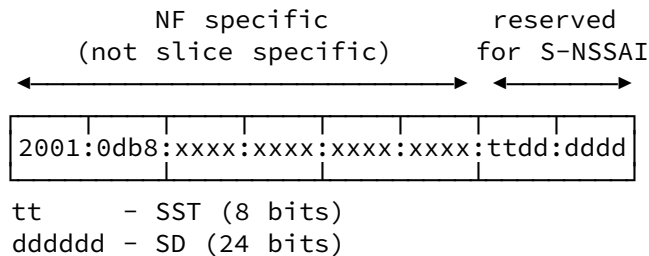 NF specific reserved
(not slice specific) for S-NSSAI
2001:0db8:xxxx:xxxx:xxxx:xxxx:ttdd:dddd
tt - SST (8 bits)
dddddd - SD (24 bits)